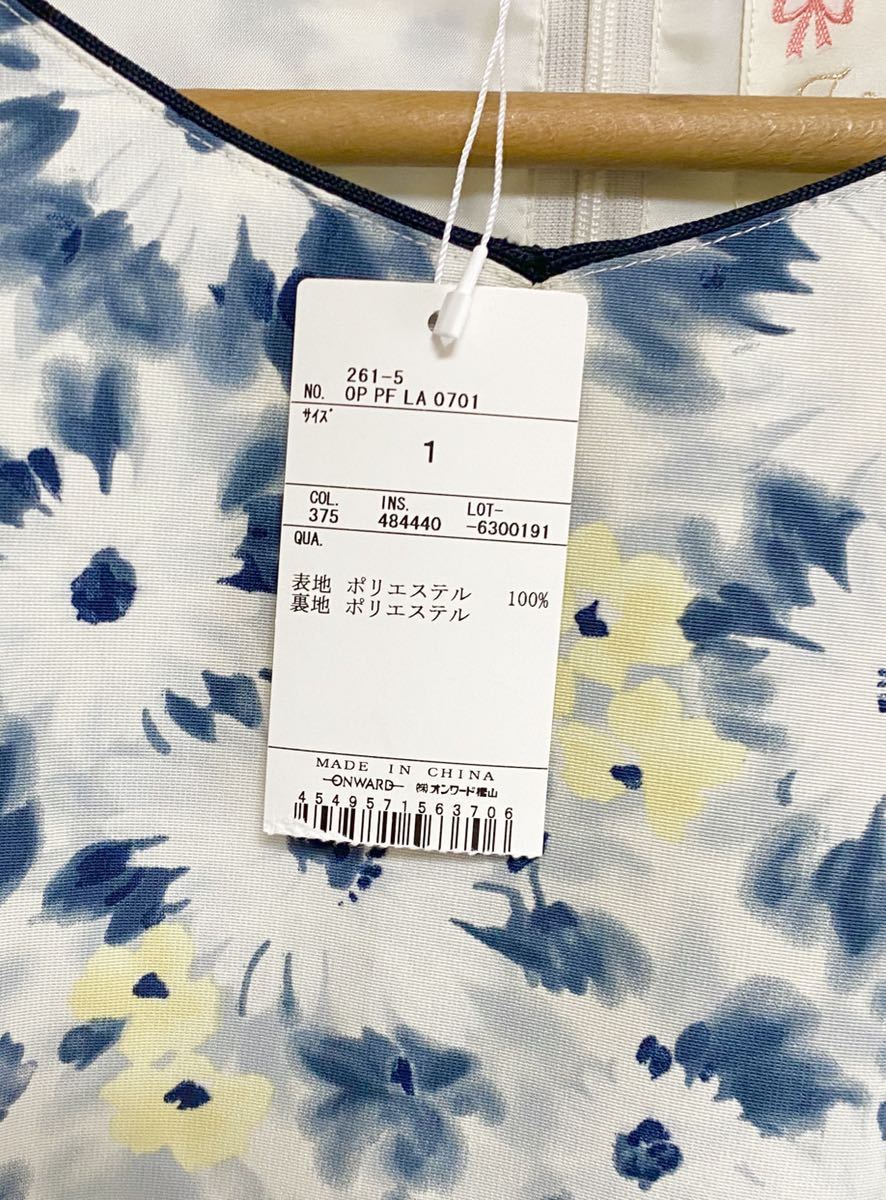 261-5
NO. OP PF LA 0701
サイズ
1
COL. INS. LOT-
375 484440 -6300191
QUA.
表地 ポリエステル 100%
裏地 ポリエステル
MADE IN CHINA
ONWARD ㈱オンワード樫山
4549571563706